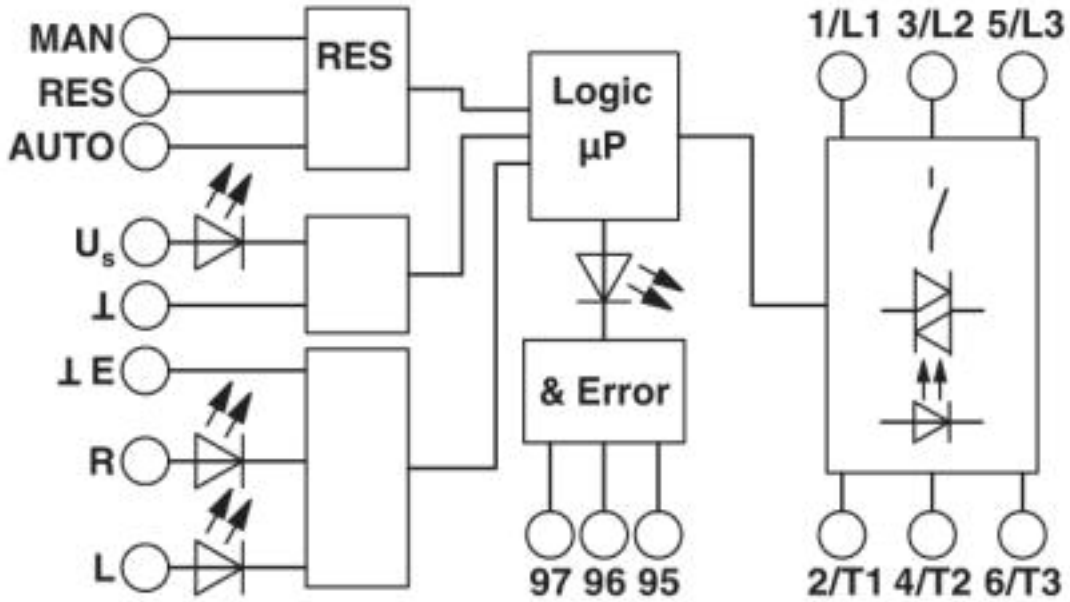 MAN
RES
AUTO
RES
U_s
⊥
⊥ E
R
L
Logic
µP
& Error
97 96 95
1/L1 3/L2 5/L3
2/T1 4/T2 6/T3